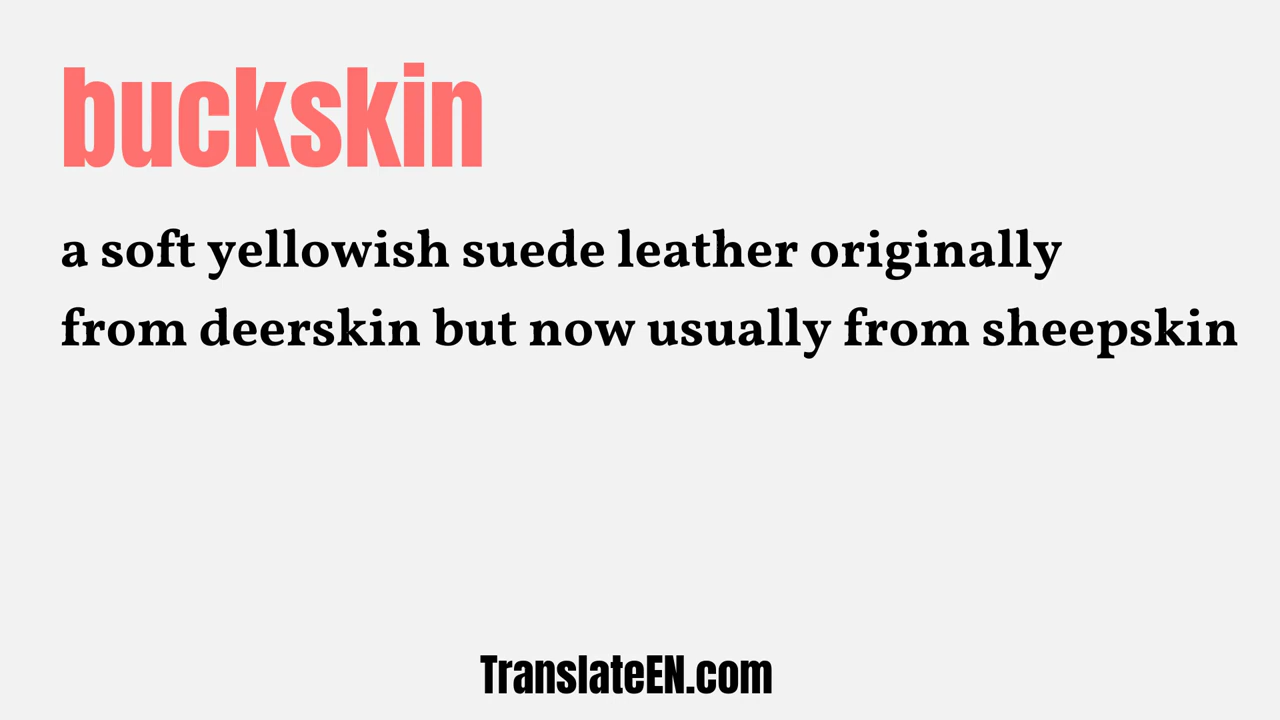 buckskin
a soft yellowish suede leather originally
from deerskin but now usually from sheepskin
TranslateEN.com